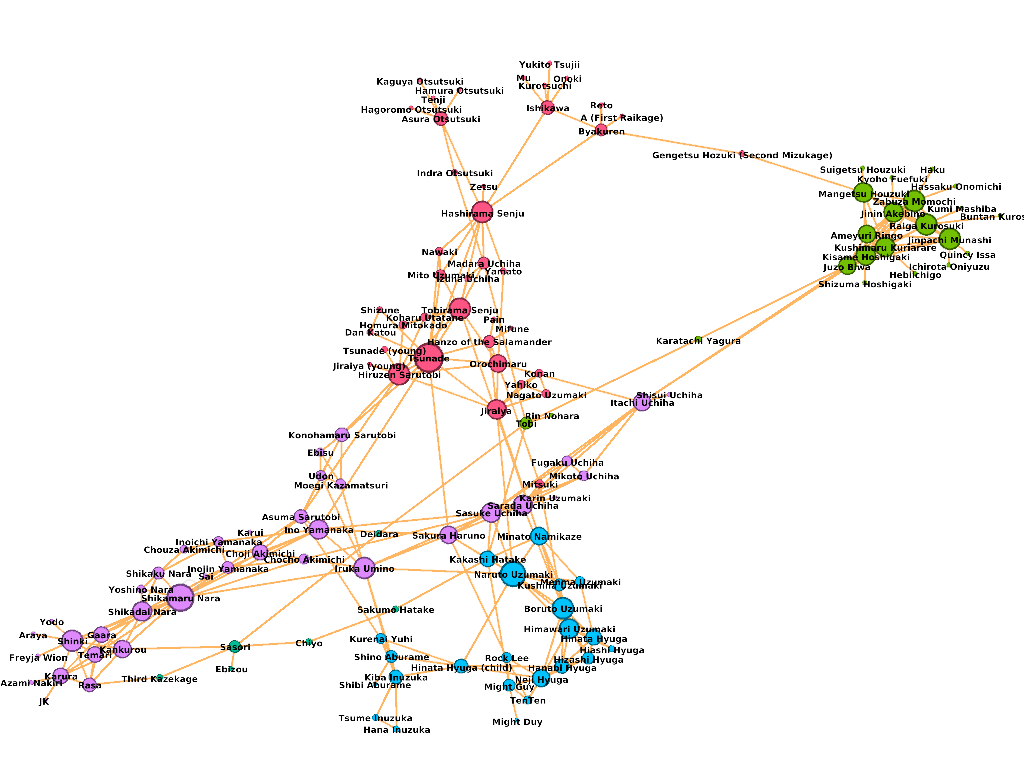 Yukito Tsujii
Mu
Onoki
Kurotsuchi
Ishikawa
Kaguya Otsutsuki
Hamura Otsutsuki
Tenji
Hagoromo Otsutsuki
Asura Otsutsuki
Reto
A (First Raikage)
Byakuren
Gengetsu Hozuki (Second Mizukage)
Indra Otsutsuki
Zetsu
Hashirama Senju
Suigetsu Houzuki
Haku
Kyoho Fuefuki
Hassaku Onomichi
Mangetsu Houzuki
Zabuza Momochi
Kumi Mashiba
Jinin Akebino
Buntan Kuros
Raiga Kurosuki
Ameyuri Ringo
Jinpachi Munashi
Kushimaru Kuriarare
Quincy Issa
Kisame Hoshigaki
Juzo Biwa
Ichirota Oniyuzu
Hebichigo
Shizuma Hoshigaki
Nawaki
Madara Uchiha
Yamato
Mito Uzumaki
Izuna Uchiha
Shizune
Tobirama Senju
Koharu Utatane
Pain
Homura Mitokado
Mifune
Dan Katou
Hanzo of the Salamander
Karatachi Yagura
Tsunade (young)
Tsunade
Jiraiya (young)
Orochimaru
Hiruzen Sarutobi
Konan
Yahiko
Nagato Uzumaki
Shisui Uchiha
Itachi Uchiha
Jiraiya
Rin Nohara
Tobi
Konohamaru Sarutobi
Ebisu
Fugaku Uchiha
Udon
Mikoto Uchiha
Moegi Kazamatsuri
Mitsuki
Karin Uzumaki
Sarada Uchiha
Sasuke Uchiha
Asuma Sarutobi
Ino Yamanaka
Karui
Deidara
Sakura Haruno
Minato Namikaze
Inoichi Yamanaka
Chouza Akimichi
Choji Akimichi
Chocho Akimichi
Kakashi Hatake
Iruka Umino
Inojin Yamanaka
Shikaku Nara
Sai
Naruto Uzumaki
Menma Uzumaki
Kushina Uzumaki
Yoshino Nara
Shikamaru Nara
Shikadai Nara
Sakumo Hatake
Boruto Uzumaki
Yodo
Himawari Uzumaki
Araya
Gaara
Shinki
Kurenai Yuhi
Hinata Hyuga
Chiyo
Sasori
Kankurou
Hiashi Hyuga
Freyja Wion
Temari
Shino Aburame
Rock Lee
Hizashi Hyuga
Ebizou
Hinata Hyuga (child)
Hanabi Hyuga
Karura
Third Kazekage
Kiba Inuzuka
Neji Hyuga
Azami Nakiri
Rasa
Shibi Aburame
Might Guy
JK
TenTen
Tsume Inuzuka
Might Duy
Hana Inuzuka